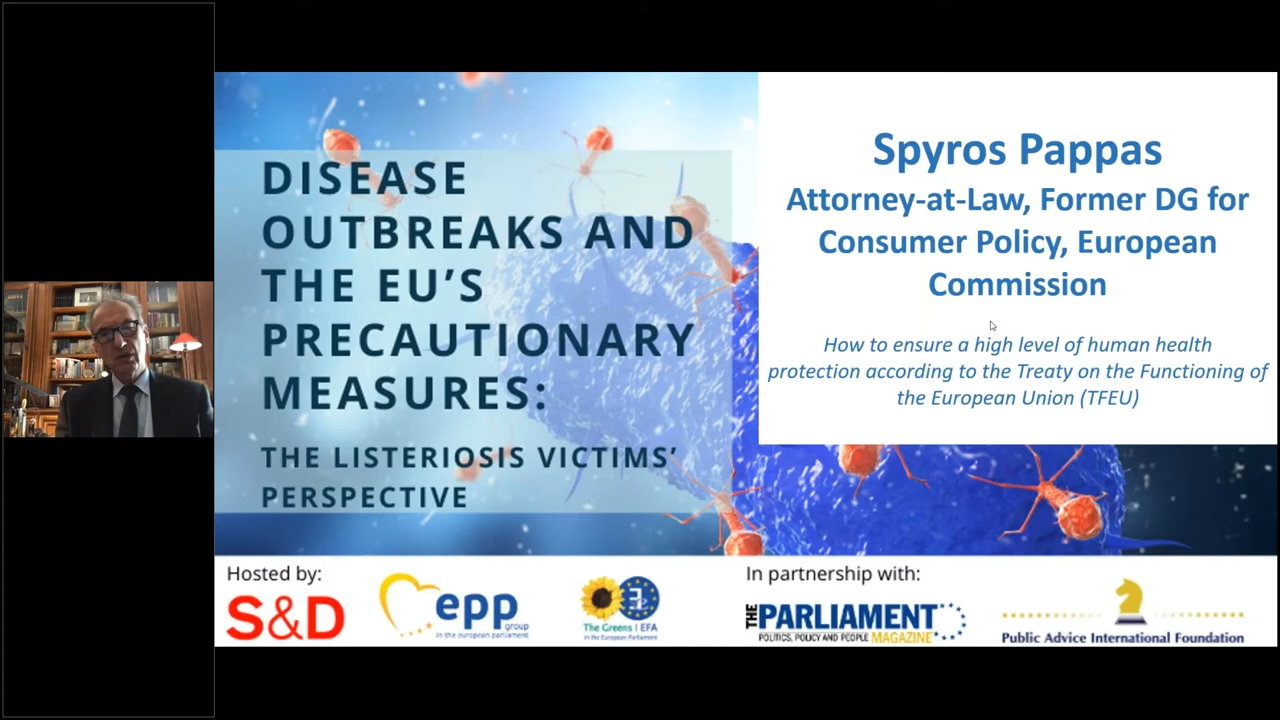 DISEASE
OUTBREAKS AND
THE EU'S
PRECAUTIONARY
MEASURES:
THE LISTERIOSIS VICTIMS'
PERSPECTIVE
Spyros Pappas
Attorney-at-Law, Former DG for
Consumer Policy, European
Commission
How to ensure a high level of human health
protection according to the Treaty on the Functioning of
the European Union (TFEU)
Hosted by:
S&D
epp
group
in the european parliament
The Greens | EFA
in the European Parliament
In partnership with:
THE PARLIAMENT
POLITICS, POLICY AND PEOPLE MAGAZINE
Public Advice International Foundation